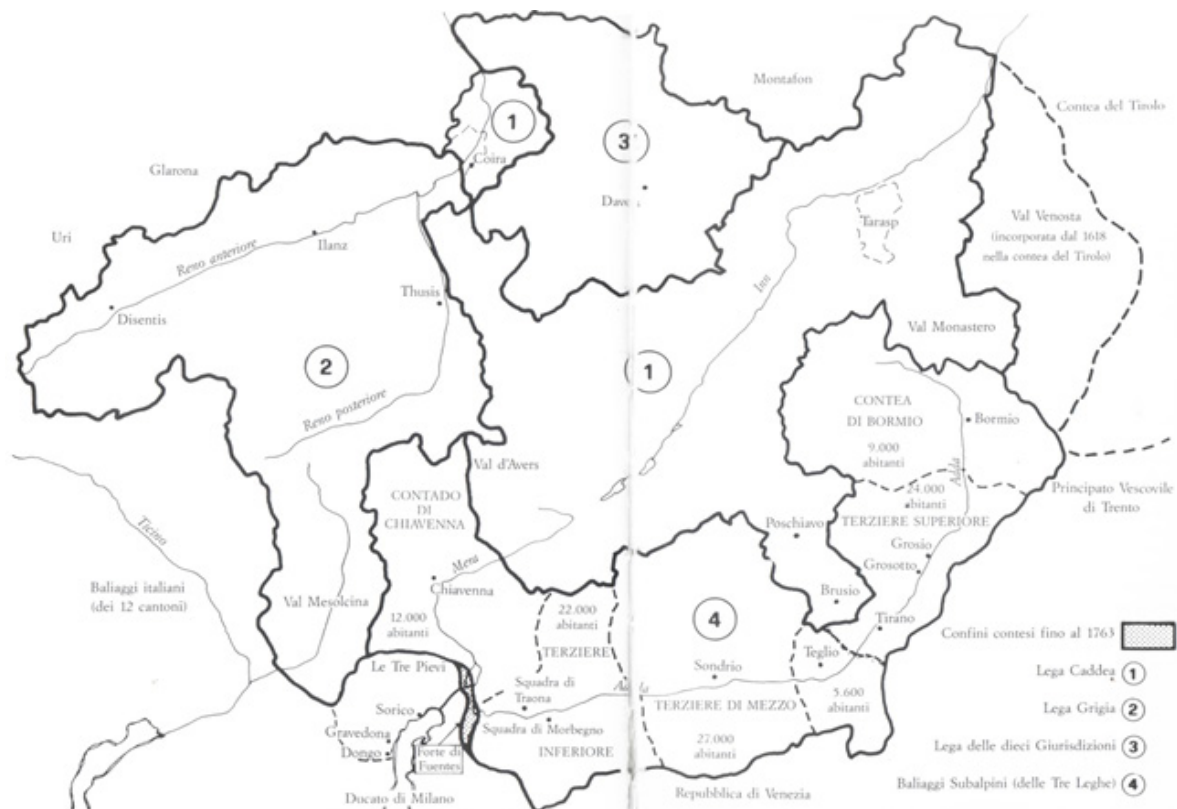 Montafon
Contea del Tirolo
1
3
Coira
Glarona
Davos
Uri
Ilanz
Reno anteriore
Tarasp
Val Venosta
(incorporata dal 1618
nella contea del Tirolo)
Inn
Thusis
Disentis
Val Monastero
2
1
Reno posteriore
CONTEA
DI BORMIO
Bormio
9.000
abitanti
Adda
Val d'Avers
CONTADO
DI
CHIAVENNA
24.000
abitanti
Principato Vescovile
di Trento
TERZIERE SUPERIORE
Ticino
Poschiavo
Grosio
Grosotto
Mera
Baliaggi italiani
(dei 12 cantoni)
Chiavenna
Val Mesolcina
Brusio
22.000
abitanti
12.000
abitanti
4
Tirano
Confini contesi fino al 1763
TERZIERE
Teglio
Le Tre Pievi
Sondrio
Lega Caddea 1
Squadra di
Traona
Adda
5.600
abitanti
TERZIERE DI MEZZO
Lega Grigia 2
Sorico
Squadra di Morbegno
Gravedona
Dongo
Forte di
Fuentes
INFERIORE
27.000
abitanti
Lega delle dieci Giurisdizioni 3
Baliaggi Subalpini (delle Tre Leghe) 4
Ducato di Milano
Repubblica di Venezia